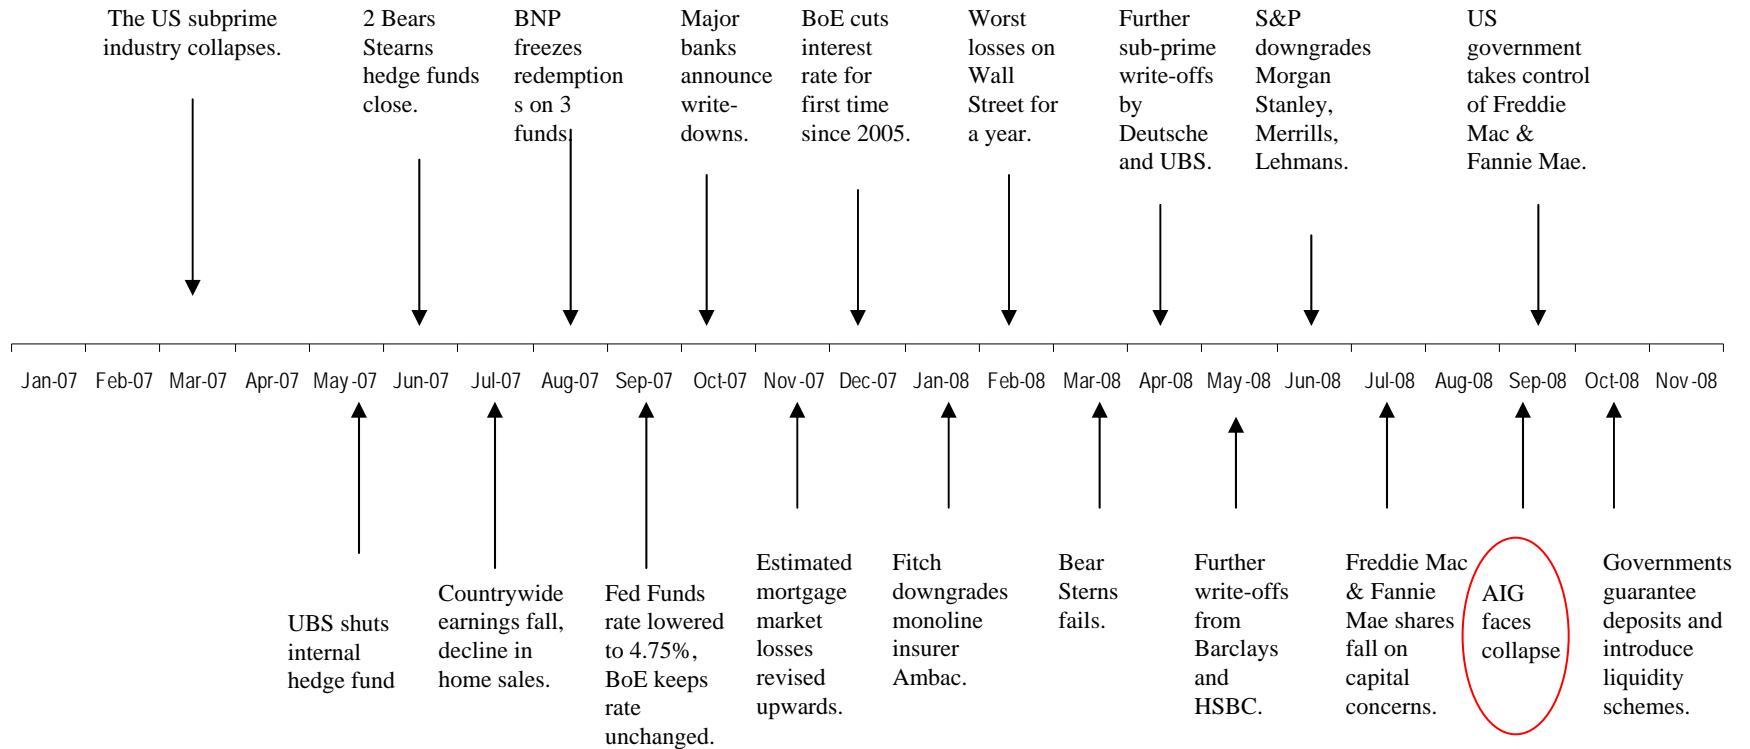 The US subprime
industry collapses.
2 Bears
Stearns
hedge funds
close.
BNP
freezes
redemption
s on 3
funds.
Major
banks
announce
write-
downs.
BoE cuts
interest
rate for
first time
since 2005.
Worst
losses on
Wall
Street for
a year.
Further
sub-prime
write-offs
by
Deutsche
and UBS.
S&P
downgrades
Morgan
Stanley,
Merrills,
Lehmans.
US
government
takes control
of Freddie
Mac &
Fannie Mae.
Jan-07 Feb-07 Mar-07 Apr-07 May-07 Jun-07 Jul-07 Aug-07 Sep-07 Oct-07 Nov-07 Dec-07 Jan-08 Feb-08 Mar-08 Apr-08 May-08 Jun-08 Jul-08 Aug-08 Sep-08 Oct-08 Nov-08
UBS shuts
internal
hedge fund
Countrywide
earnings fall,
decline in
home sales.
Fed Funds
rate lowered
to 4.75%,
BoE keeps
rate
unchanged.
Estimated
mortgage
market
losses
revised
upwards.
Fitch
downgrades
monoline
insurer
Ambac.
Bear
Sterns
fails.
Further
write-offs
from
Barclays
and
HSBC.
Freddie Mac
& Fannie
Mae shares
fall on
capital
concerns.
AIG
faces
collapse
Governments
guarantee
deposits and
introduce
liquidity
schemes.